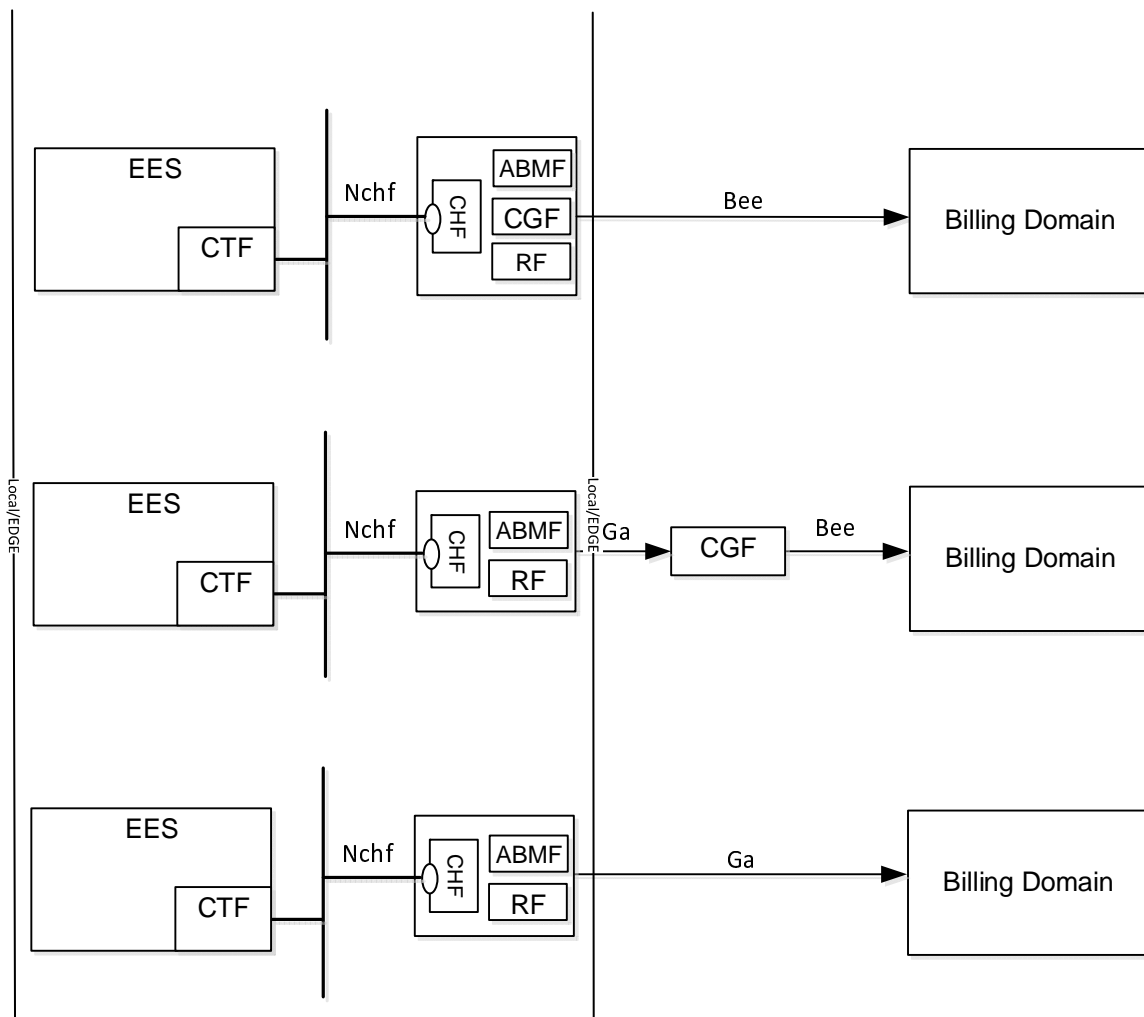 EES
CTF
Nchf
CHF
ABMF
CGF
RF
Bee
Billing Domain
Local/EDGE
EES
CTF
Nchf
CHF
ABMF
RF
Local/EDGE
Ga
CGF
Bee
Billing Domain
EES
CTF
Nchf
CHF
ABMF
RF
Ga
Billing Domain